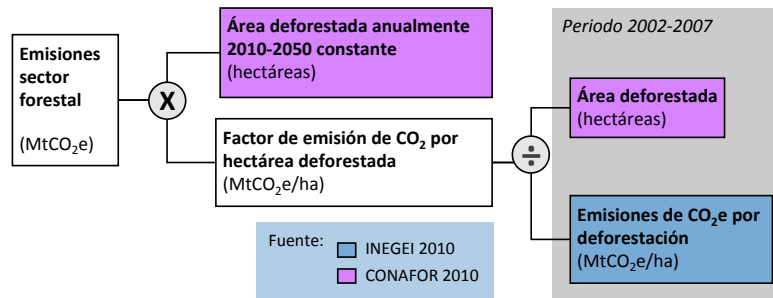 Emisiones
sector
forestal
(MtCO₂e)
X
Área deforestada anualmente
2010-2050 constante
(hectáreas)
Factor de emisión de CO₂ por
hectárea deforestada
(MtCO₂e/ha)
÷
Periodo 2002-2007
Área deforestada
(hectáreas)
Emisiones de CO₂e por
deforestación
(MtCO₂e/ha)
Fuente:
INEGEI 2010
CONAFOR 2010